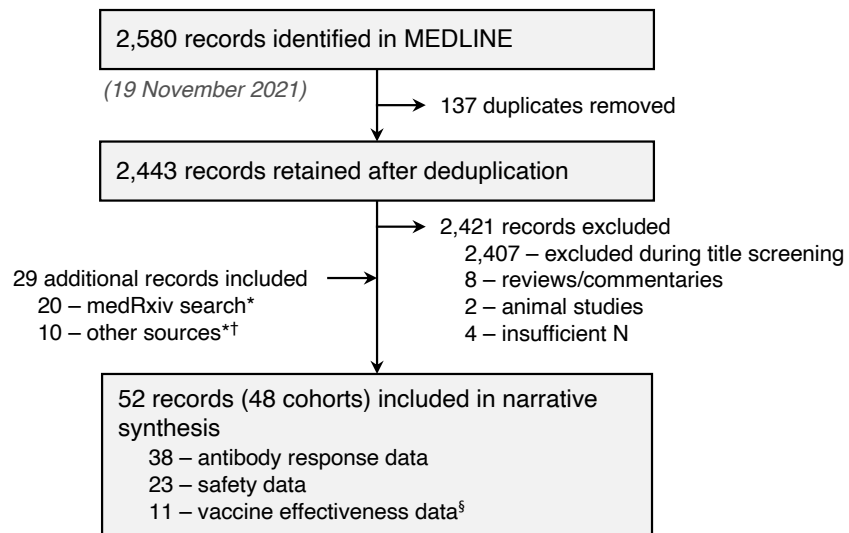 2,580 records identified in MEDLINE
(19 November 2021)
137 duplicates removed
2,443 records retained after deduplication
2,421 records excluded
2,407 – excluded during title screening
8 – reviews/commentaries
2 – animal studies
4 – insufficient N
29 additional records included
20 – medRxiv search*
10 – other sources*†
52 records (48 cohorts) included in narrative
synthesis
38 – antibody response data
23 – safety data
11 – vaccine effectiveness data§